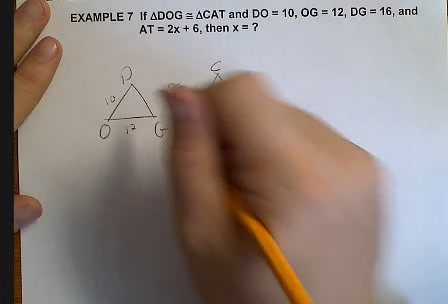 EXAMPLE 7 If ΔDOG ≅ ΔCAT and DO = 10, OG = 12, DG = 16, and
AT = 2x + 6, then x = ?
C
D
10
O 12 G